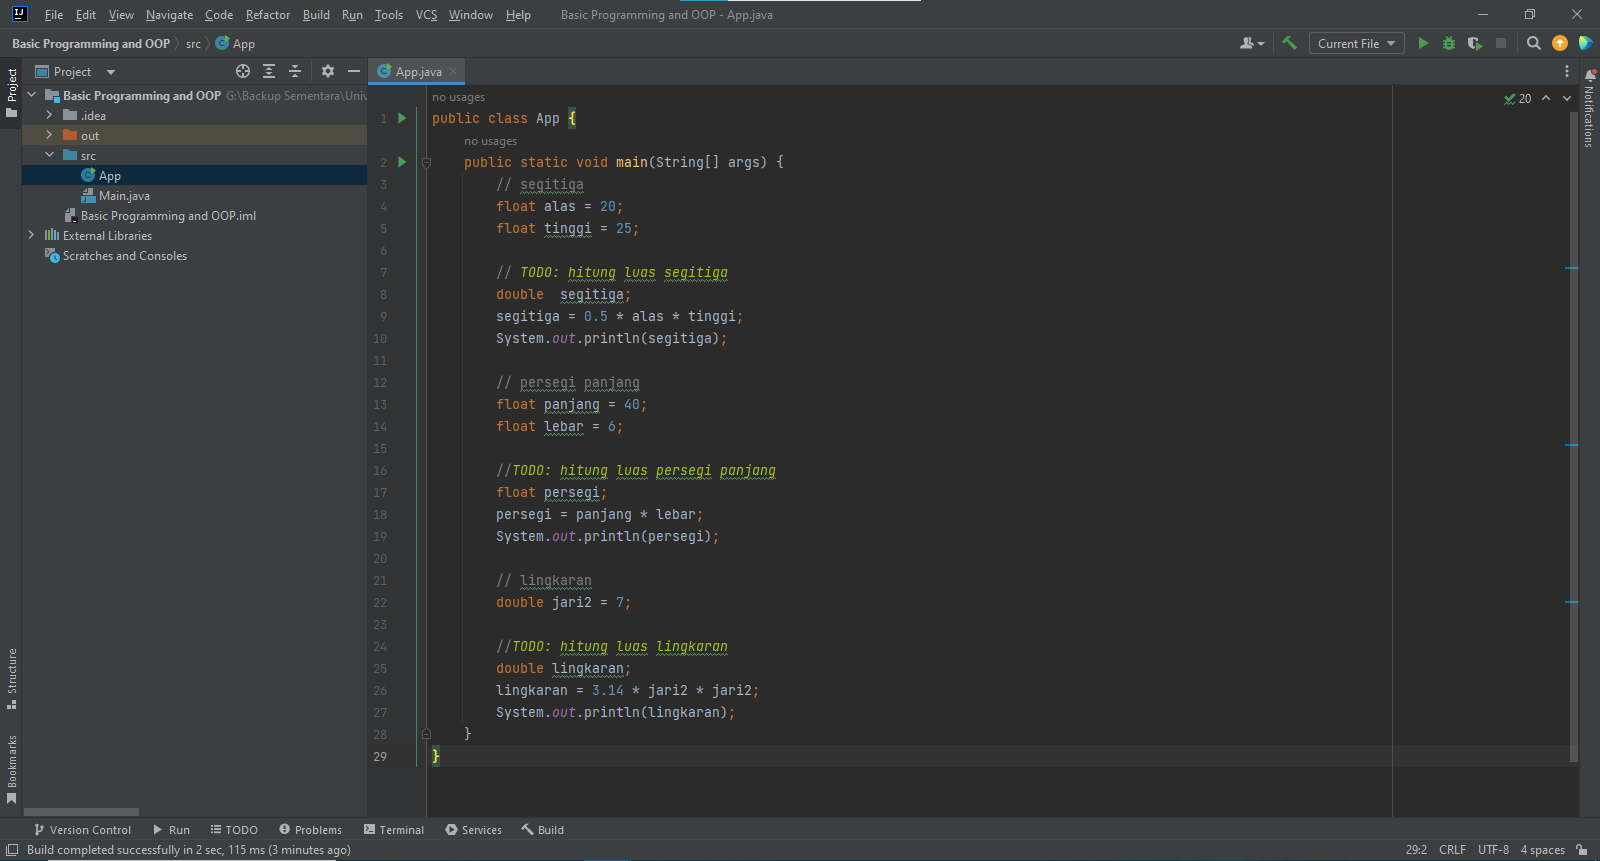 IJ File Edit View Navigate Code Refactor Build Run Tools VCS Window Help Basic Programming and OOP - App.java
Basic Programming and OOP src App Current File
Project App.java
Project
Basic Programming and OOP G:\Backup Sementara\Univ
.idea
out
src
App
Main.java
Basic Programming and OOP.iml
External Libraries
Scratches and Consoles
Structure
Bookmarks
Notifications
20
no usages
1 public class App {
no usages
2 public static void main(String[] args) {
3 // segitiga
4 float alas = 20;
5 float tinggi = 25;
6
7 // TODO: hitung luas segitiga
8 double  segitiga;
9 segitiga = 0.5 * alas * tinggi;
10 System.out.println(segitiga);
11
12 // persegi panjang
13 float panjang = 40;
14 float lebar = 6;
15
16 //TODO: hitung luas persegi panjang
17 float persegi;
18 persegi = panjang * lebar;
19 System.out.println(persegi);
20
21 // lingkaran
22 double jari2 = 7;
23
24 //TODO: hitung luas lingkaran
25 double lingkaran;
26 lingkaran = 3.14 * jari2 * jari2;
27 System.out.println(lingkaran);
28 }
29 }
Version Control Run TODO Problems Terminal Services Build
Build completed successfully in 2 sec, 115 ms (3 minutes ago) 29:2 CRLF UTF-8 4 spaces